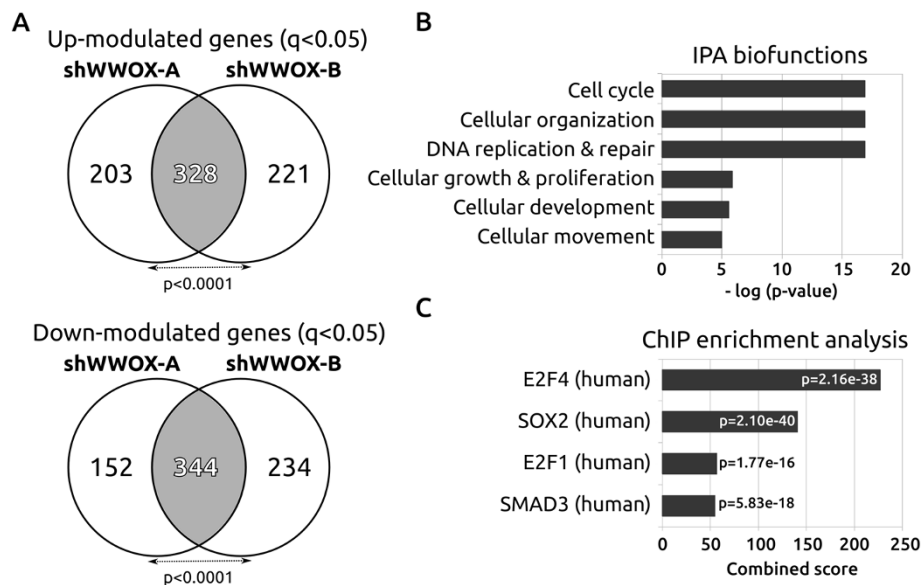 A
Up-modulated genes (q<0.05)
shWWOX-A shWWOX-B
203 328 221
p<0.0001
Down-modulated genes (q<0.05)
shWWOX-A shWWOX-B
152 344 234
p<0.0001
B
IPA biofunctions
Cell cycle
Cellular organization
DNA replication & repair
Cellular growth & proliferation
Cellular development
Cellular movement
0 5 10 15 20
- log (p-value)
C
ChIP enrichment analysis
E2F4 (human) p=2.16e-38
SOX2 (human) p=2.10e-40
E2F1 (human) p=1.77e-16
SMAD3 (human) p=5.83e-18
0 50 100 150 200 250
Combined score